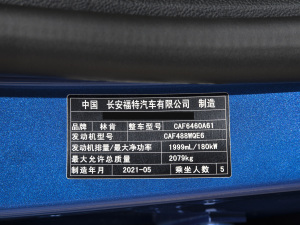 中国 长安福特汽车有限公司 制造
品牌 林肯 整车型号 CAF6460A61
发动机型号 CAF488WQE6
发动机排量/最大净功率 1999mL/180kW
最大允许总质量 2079kg
制造年月 2021-05 乘坐人数 5